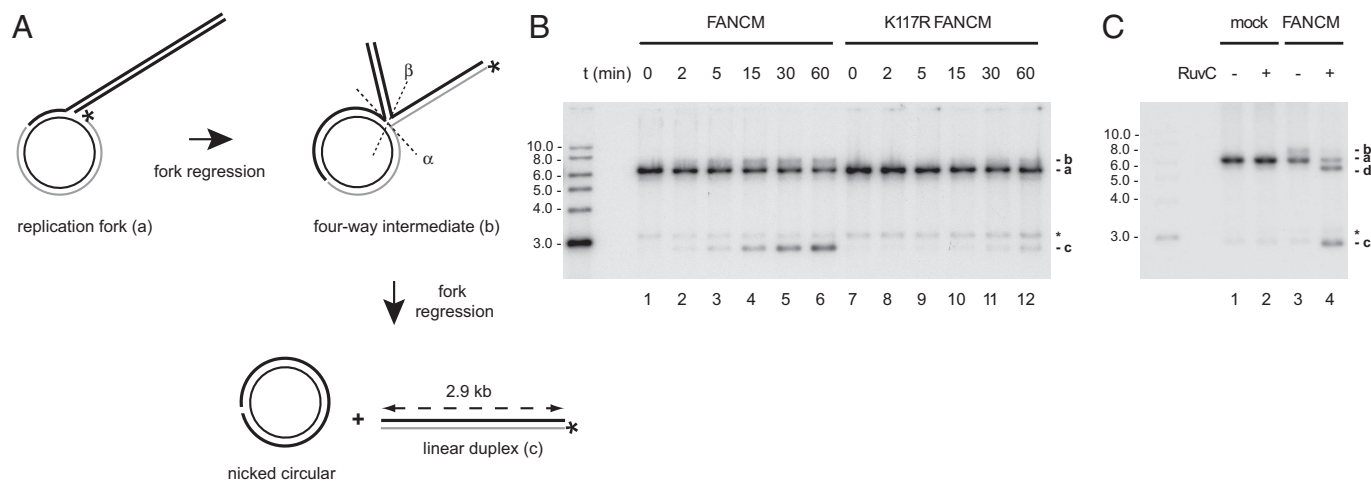 A
*
replication fork (a)
fork regression
β
α
*
four-way intermediate (b)
fork
regression
nicked circular
+
2.9 kb
*
linear duplex (c)
B
FANCM
K117R FANCM
t (min) 0 2 5 15 30 60 0 2 5 15 30 60
10.0 -
8.0 -
6.0 -
5.0 -
4.0 -
3.0 -
- b
- a
*
- c
1 2 3 4 5 6 7 8 9 10 11 12
C
mock FANCM
RuvC - + - +
10.0 -
8.0 -
6.0 -
5.0 -
4.0 -
3.0 -
- b
- a
- d
*
- c
1 2 3 4